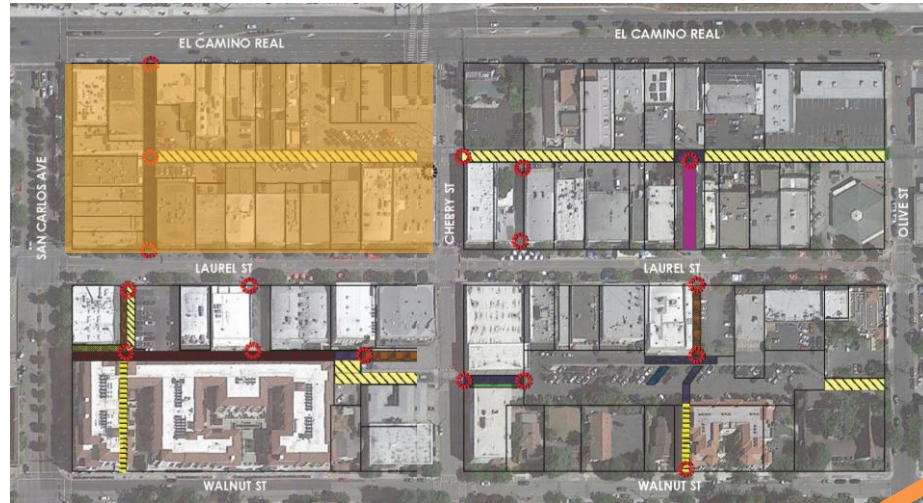 EL CAMINO REAL
EL CAMINO REAL
SAN CARLOS AVE
CHERRY ST
OLIVE ST
LAUREL ST
LAUREL ST
WALNUT ST
WALNUT ST